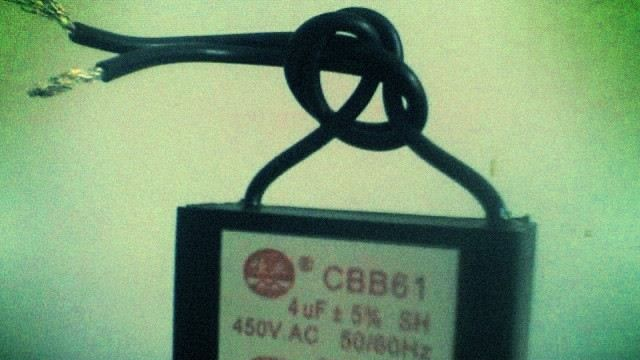 ® CBB61
4uF ± 5% SH
450V.AC 50/60Hz